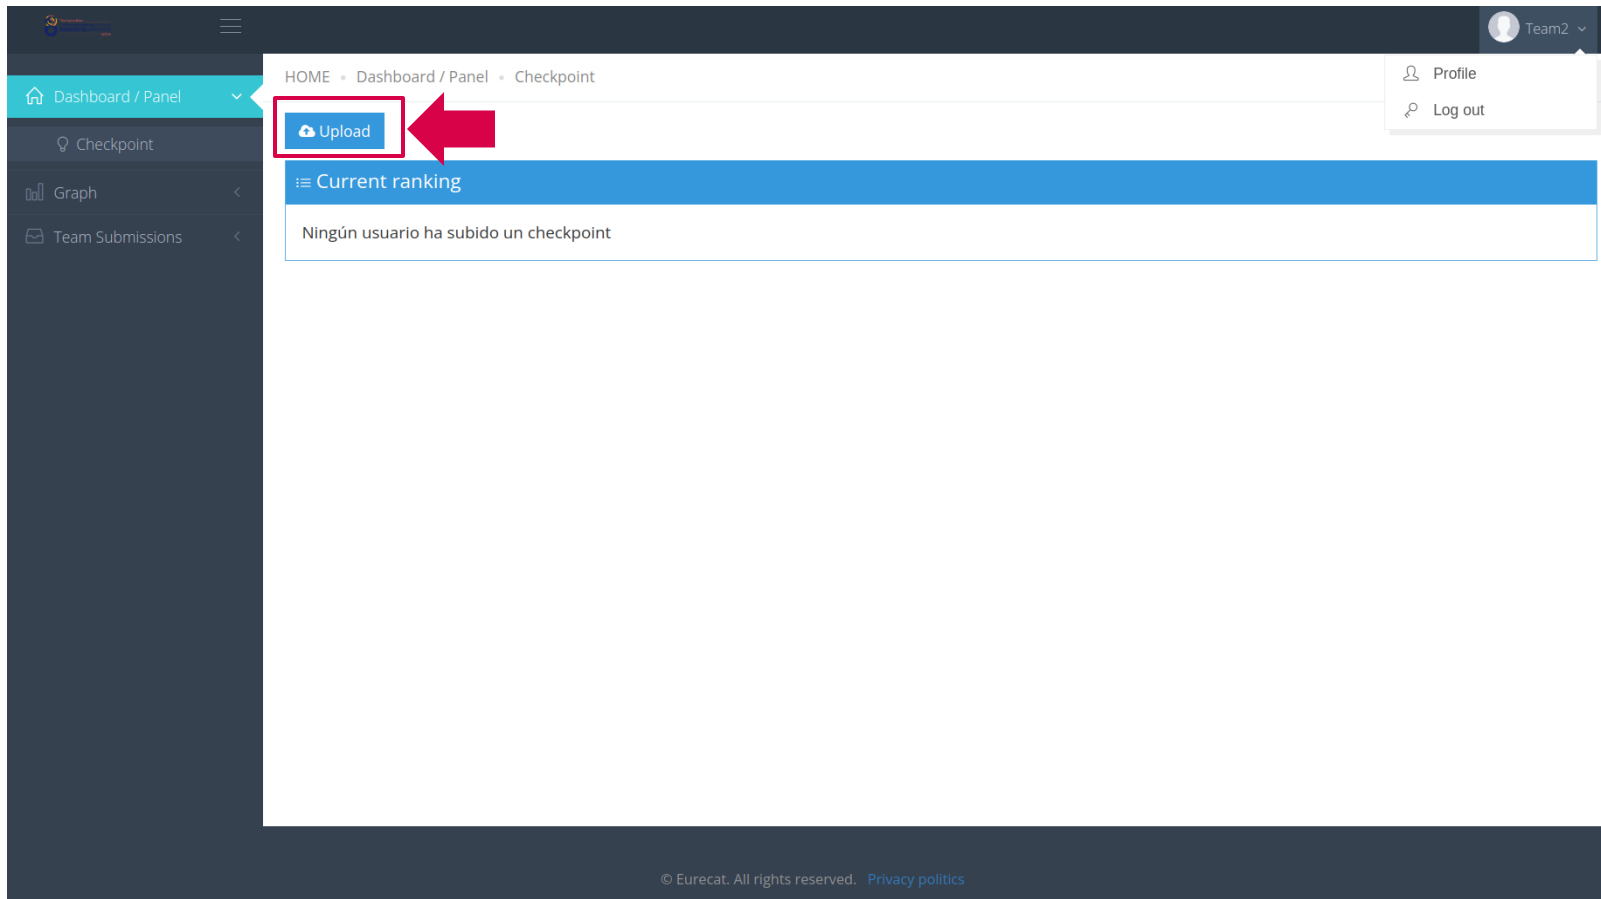 Team2
Profile
Log out
HOME Dashboard / Panel Checkpoint
Dashboard / Panel
Checkpoint
Graph
Team Submissions
Upload
Current ranking
Ningún usuario ha subido un checkpoint
© Eurecat. All rights reserved. Privacy politics